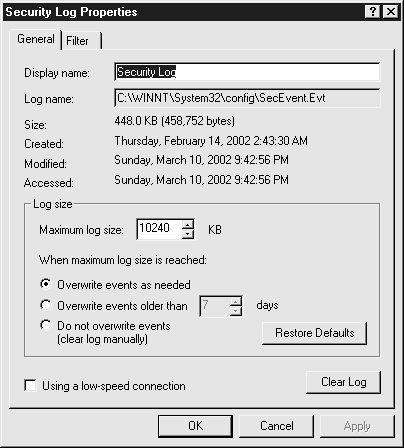 Security Log Properties
General Filter
Display name: Security Log
Log name: C:\WINNT\System32\config\SecEvent.Evt
Size: 448.0 KB (458,752 bytes)
Created: Thursday, February 14, 2002 2:43:30 AM
Modified: Sunday, March 10, 2002 9:42:56 PM
Accessed: Sunday, March 10, 2002 9:42:56 PM
Log size
Maximum log size: 10240 KB
When maximum log size is reached:
Overwrite events as needed
Overwrite events older than 7 days
Do not overwrite events
(clear log manually)
Restore Defaults
Using a low-speed connection
Clear Log
OK Cancel Apply